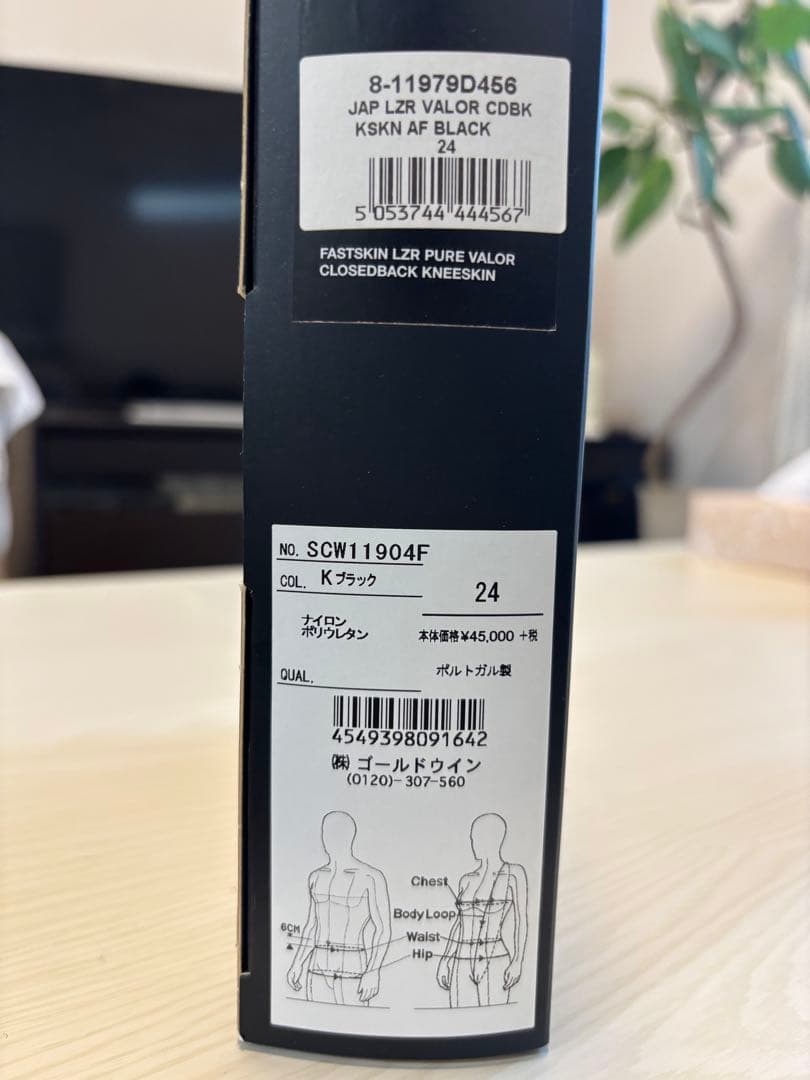 8-11979D456
JAP LZR VALOR CDBK
KSKN AF BLACK
24
5 053744 444567
FASTSKIN LZR PURE VALOR
CLOSEDBACK KNEESKIN
NO. SCW11904F
COL. K ブラック
24
ナイロン
ポリウレタン
本体価格¥45,000 +税
QUAL.
ポルトガル製
4549398091642
㈱ ゴールドウイン
(0120)-307-560
Chest
Body Loop
6CM
Waist
Hip